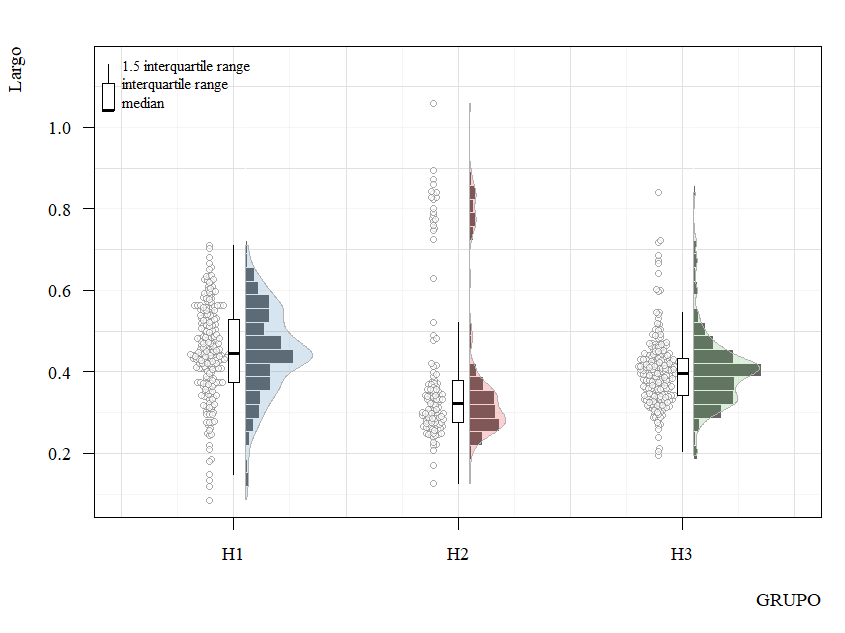 Largo
1.5 interquartile range
interquartile range
median
1.0
0.8
0.6
0.4
0.2
H1 H2 H3
GRUPO